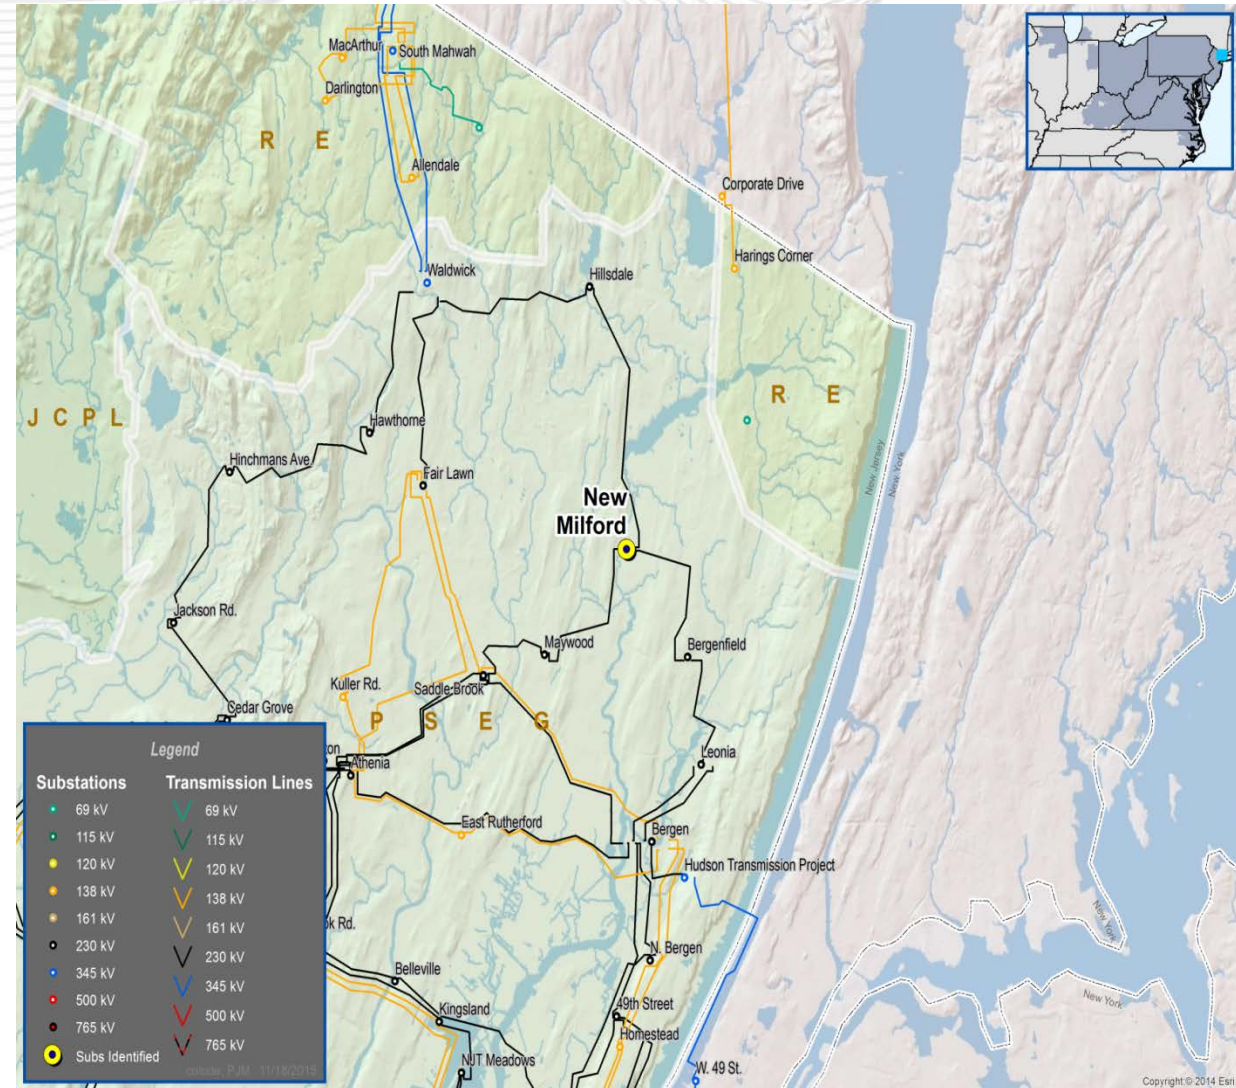 MacArthur
South Mahwah
Darlington
R E
Allendale
Corporate Drive
Harings Corner
Waldwick
Hillsdale
R E
J C P L
Hawthorne
Hinchmans Ave.
Fair Lawn
New Jersey
New York
New
Milford
Jackson Rd.
Maywood
Bergenfield
Kuller Rd.
Saddle Brook
Cedar Grove
P S E G
Leonia
Athenia
East Rutherford
Bergen
Hudson Transmission Project
New York
N. Bergen
Belleville
Kingsland
49th Street
Homestead
New York
NJT Meadows
W. 49 St.
Legend
Substations
Transmission Lines
69 kV
69 kV
115 kV
115 kV
120 kV
120 kV
138 kV
138 kV
161 kV
161 kV
230 kV
230 kV
345 kV
345 kV
500 kV
500 kV
765 kV
765 kV
Subs Identified
PJM 11/18/2015
Copyright:© 2014 Esri